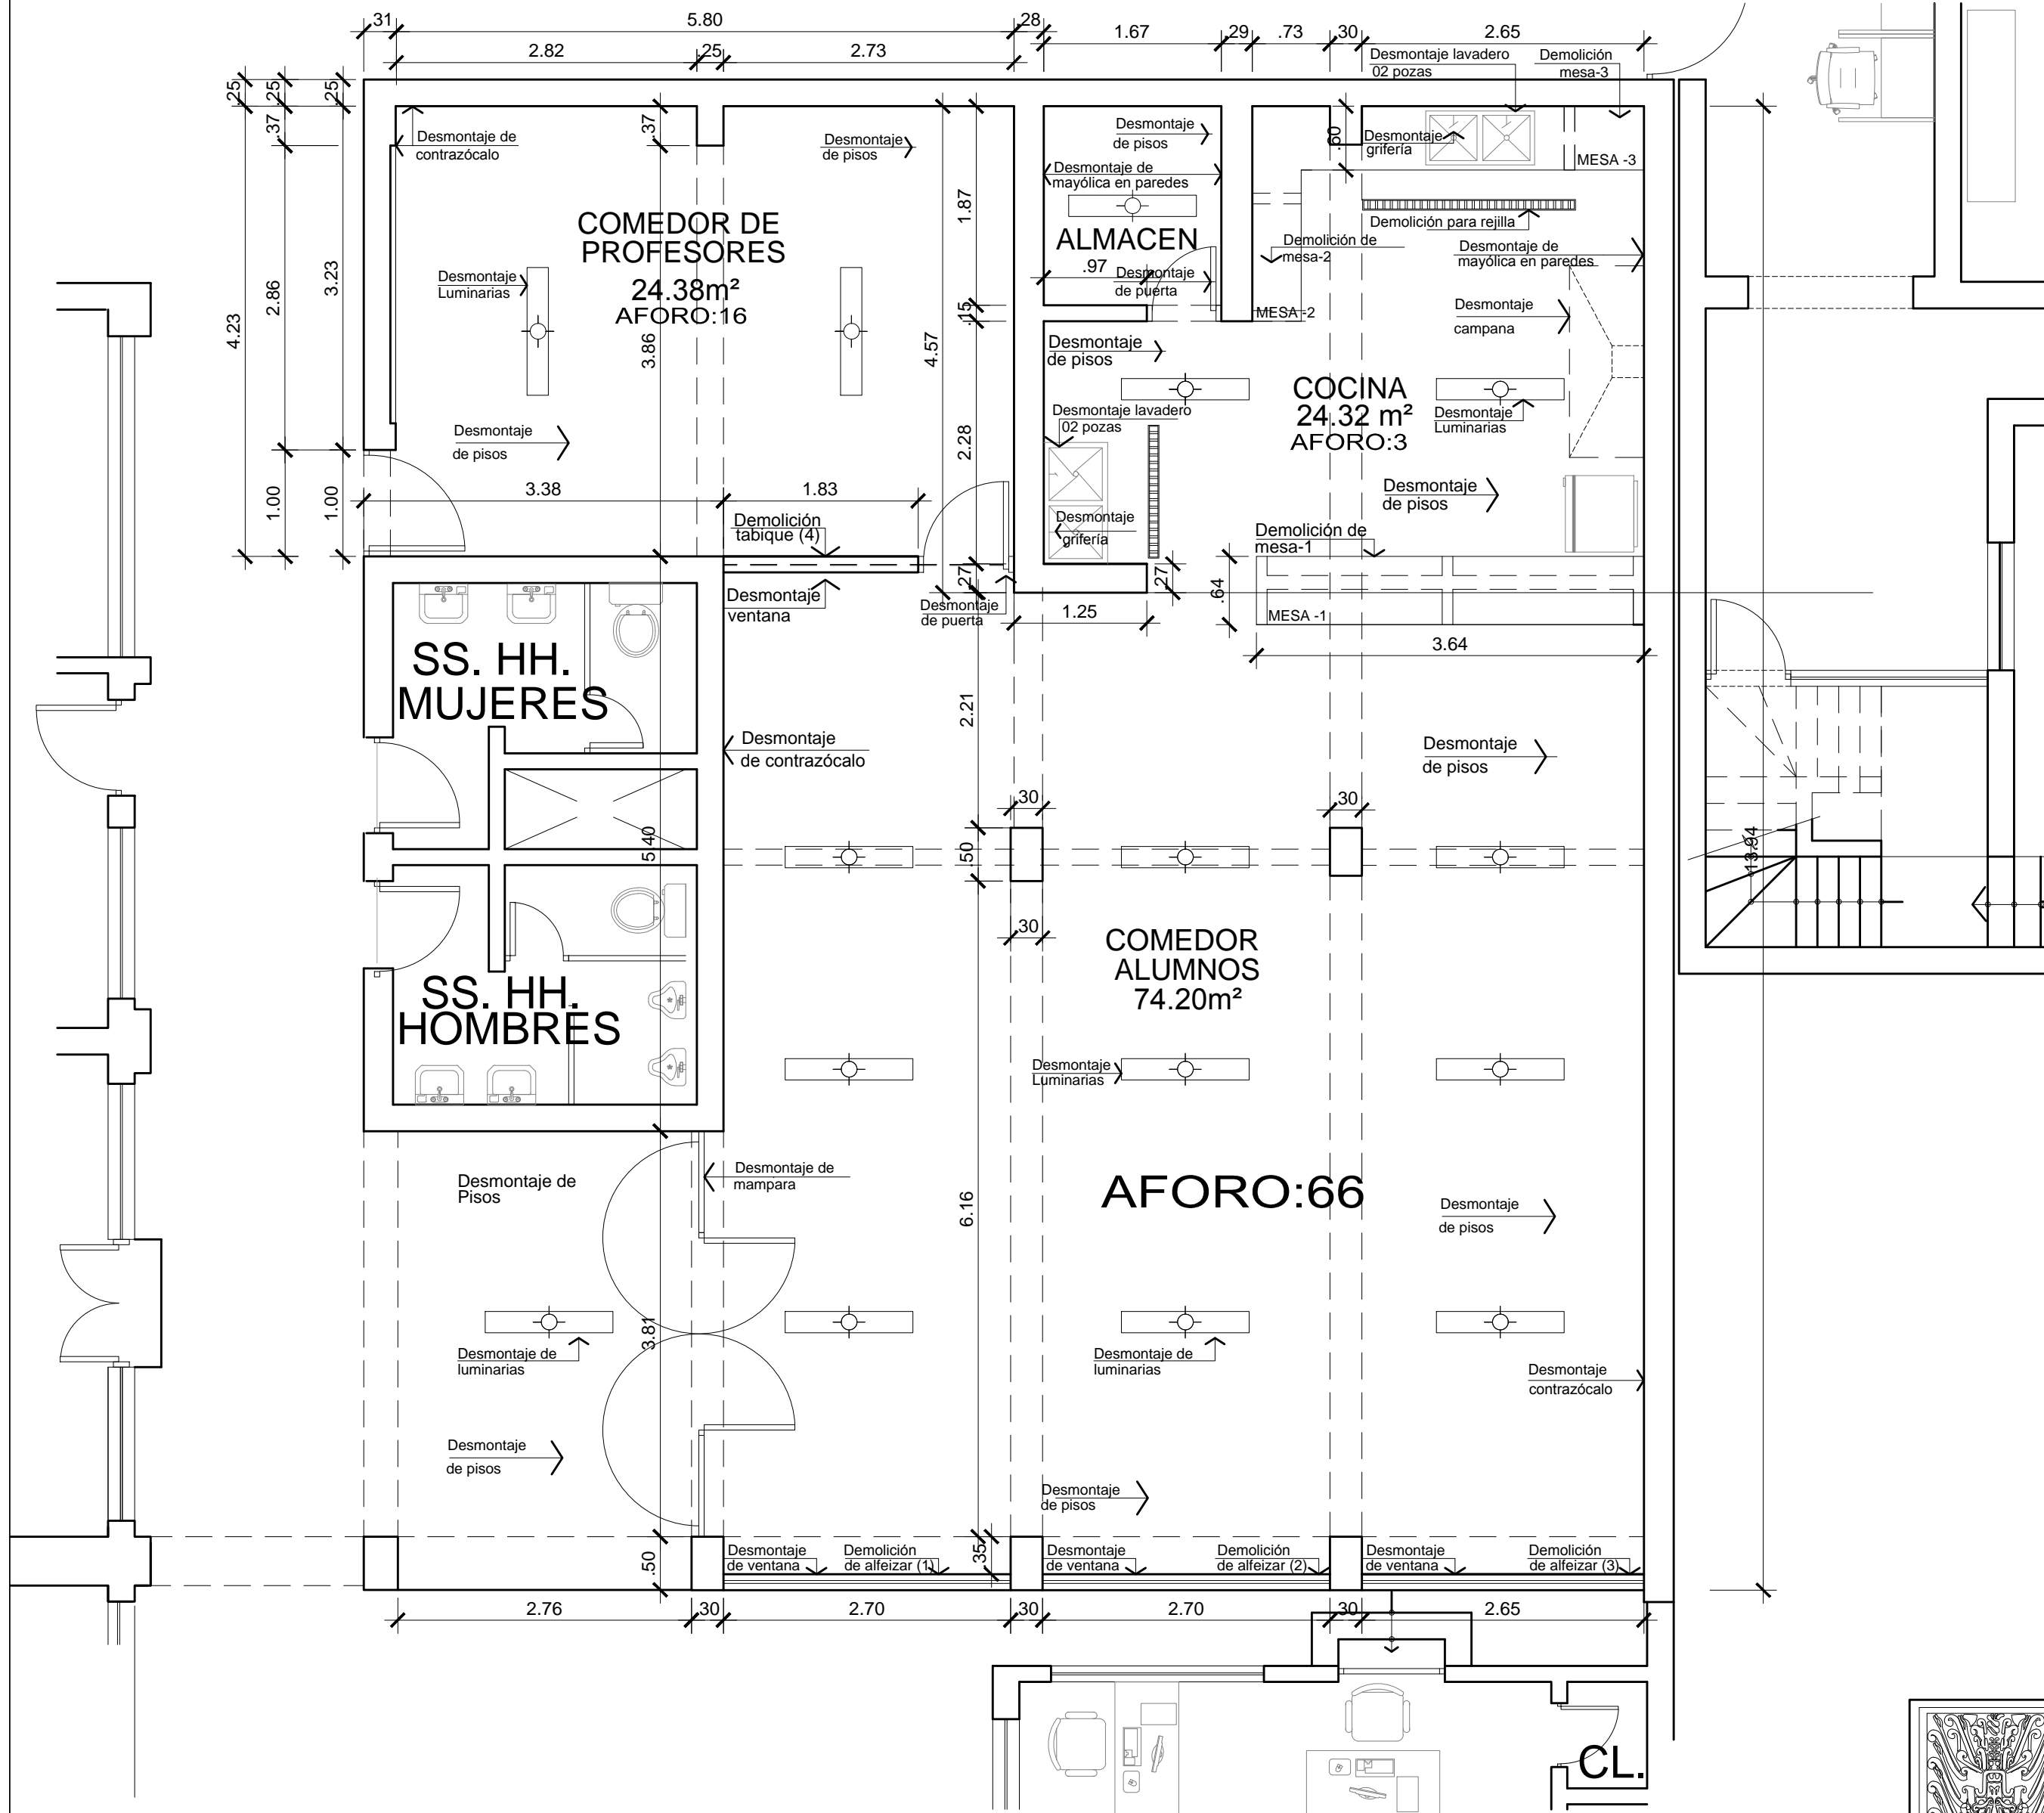 .31
5.80
.28
2.82
.25
2.73
1.67
.29
.73
.30
2.65
Desmontaje lavadero
02 pozas
Demolición
mesa-3
.25
.25
.25
.37
.37
Desmontaje de
contrazócalo
Desmontaje
de pisos
Desmontaje
de pisos
.60
Desmontaje
grifería
MESA -3
Desmontaje de
mayólica en paredes
1.87
COMEDOR DE
PROFESORES
24.38m²
AFORO:16
ALMACEN
Demolición para rejilla
Demolición de
mesa-2
Desmontaje de
mayólica en paredes
.97
Desmontaje
de puerta
Desmontaje
Luminarias
4.23
2.86
3.23
3.86
4.57
.15
MESA -2
Desmontaje
campana
Desmontaje
de pisos
COCINA
24.32 m²
AFORO:3
Desmontaje
Luminarias
Desmontaje lavadero
02 pozas
Desmontaje
de pisos
2.28
1.00
1.00
3.38
1.83
Desmontaje
de pisos
Demolición
tabique (4)
Desmontaje
grifería
Demolición de
mesa-1
.27
.27
.64
Desmontaje
ventana
Desmontaje
de puerta
1.25
MESA -1
3.64
SS. HH.
MUJERES
2.21
Desmontaje
de contrazócalo
Desmontaje
de pisos
.30
.30
5.40
.50
13.94
.30
COMEDOR
ALUMNOS
74.20m²
SS. HH.
HOMBRES
Desmontaje
Luminarias
Desmontaje de
Pisos
Desmontaje de
mampara
AFORO:66
6.16
Desmontaje
de pisos
3.81
Desmontaje de
luminarias
Desmontaje de
luminarias
Desmontaje
contrazócalo
Desmontaje
de pisos
Desmontaje
de pisos
.50
Desmontaje
de ventana
Demolición
de alfeizar (1)
.35
Desmontaje
de ventana
Demolición
de alfeizar (2)
Desmontaje
de ventana
Demolición
de alfeizar (3)
2.76
.30
2.70
.30
2.70
.30
2.65
CL.